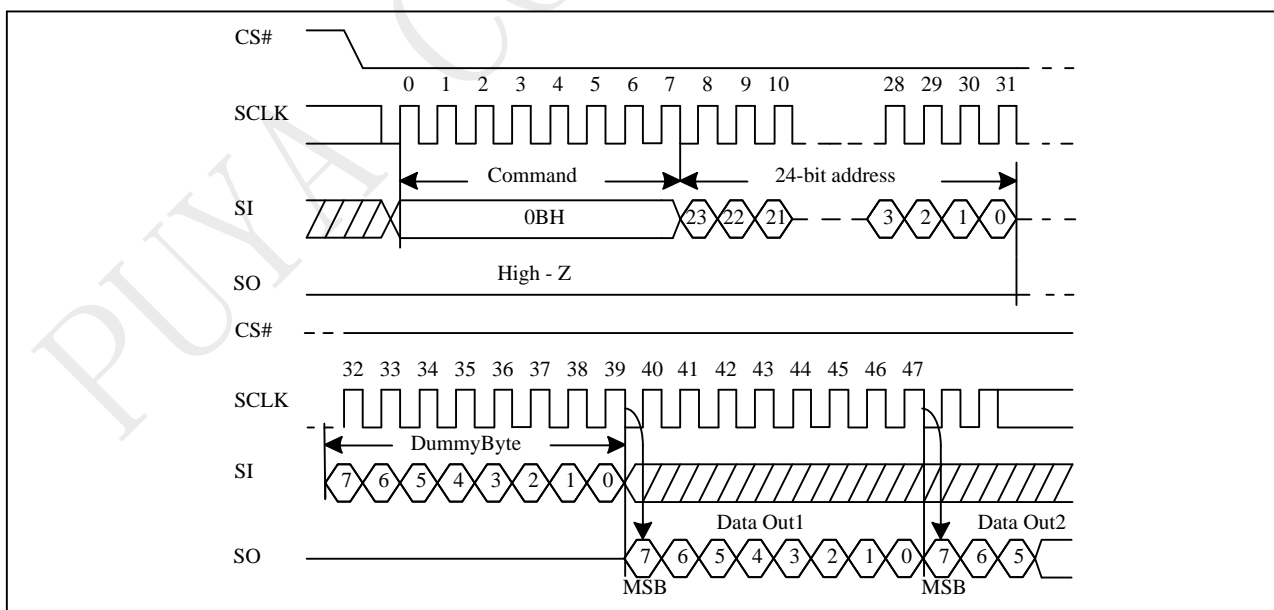 CS#
0 1 2 3 4 5 6 7 8 9 10 28 29 30 31
SCLK
Command 24-bit address
SI 0BH 23 22 21 3 2 1 0
High - Z
SO
CS#
32 33 34 35 36 37 38 39 40 41 42 43 44 45 46 47
SCLK
DummyByte
SI 7 6 5 4 3 2 1 0
Data Out1 Data Out2
SO 7 6 5 4 3 2 1 0 7 6 5
MSB MSB
PUYA